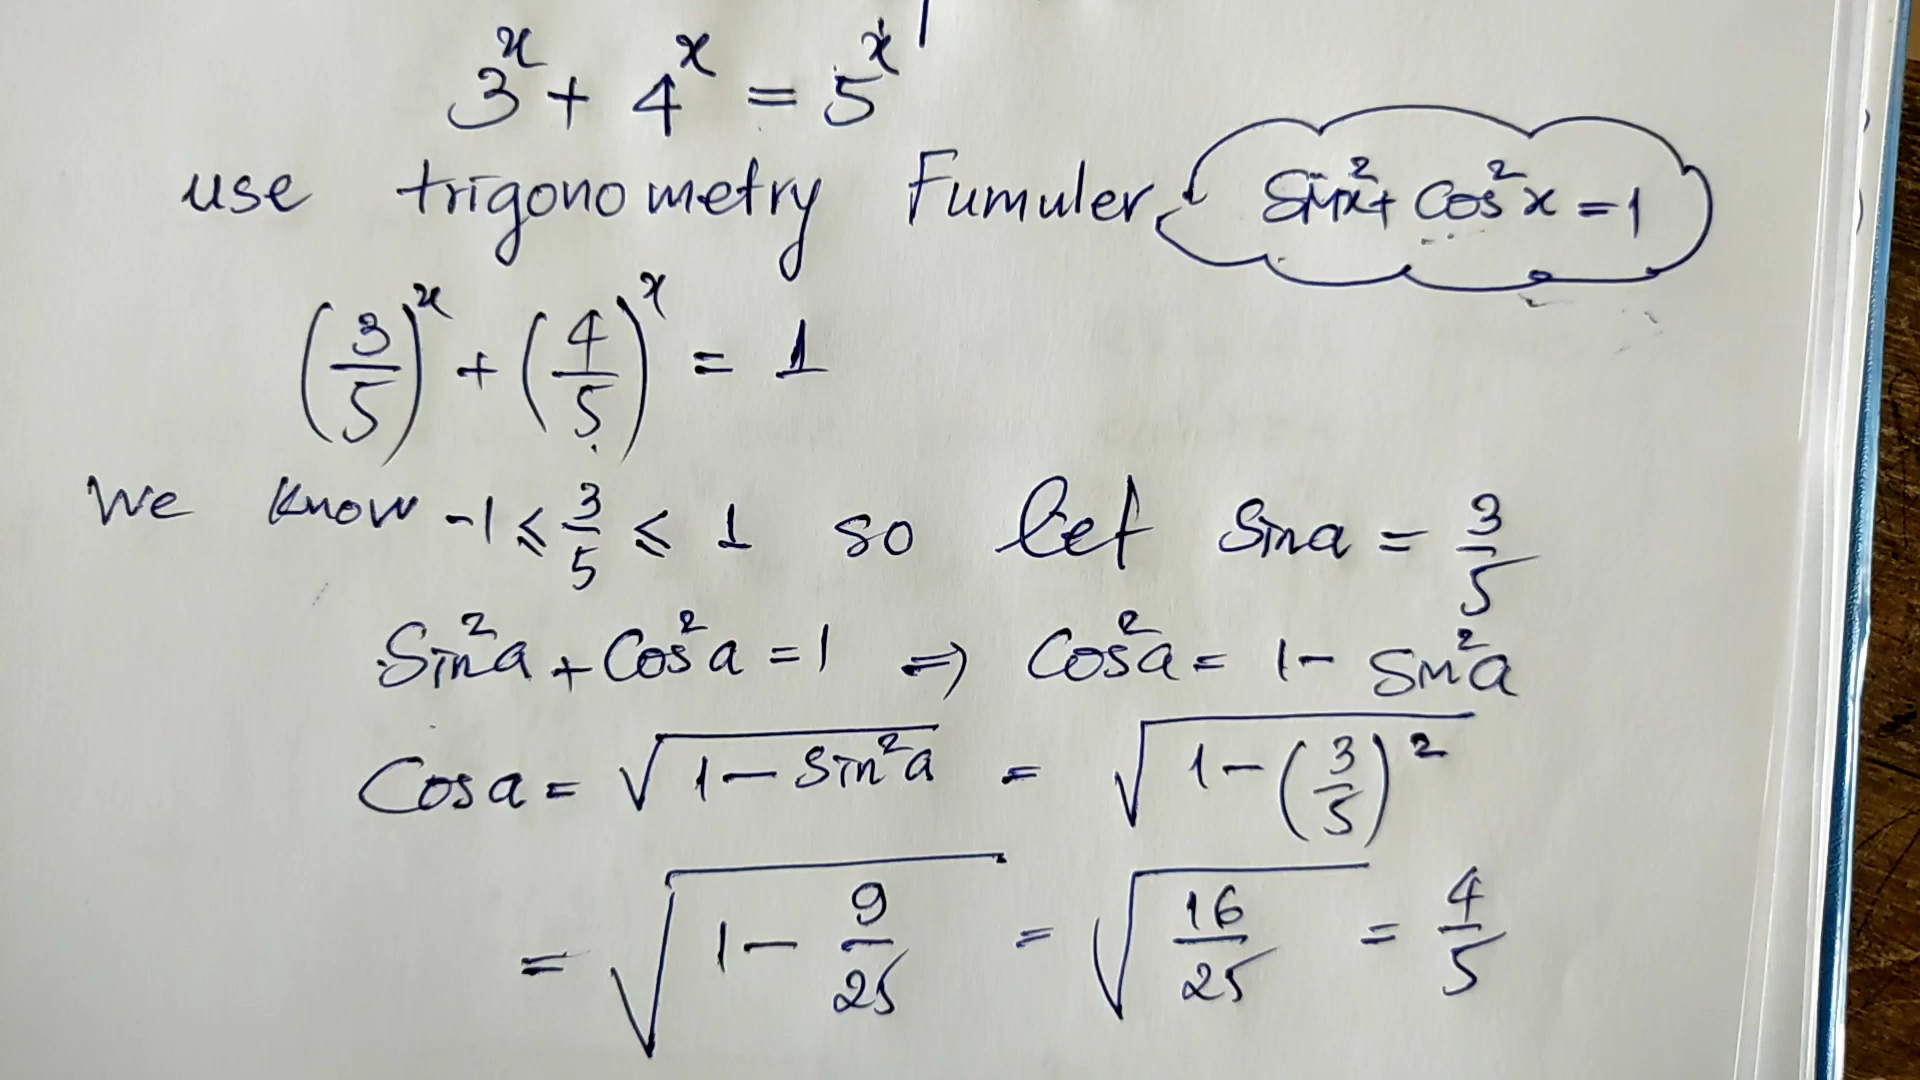 3^x + 4^x = 5^x
use trigonometry Fumuler sin²x + cos²x = 1
(3/5)^x + (4/5)^x = 1
We know -1 ⩽ 3/5 ⩽ 1 so let sina = 3/5
Sin²a + Cos²a = 1 ⇒ Cos²a = 1 - Sin²a
Cosa = √(1 - Sin²a) = √(1 - (3/5)²)
= √(1 - 9/25) = √(16/25) = 4/5